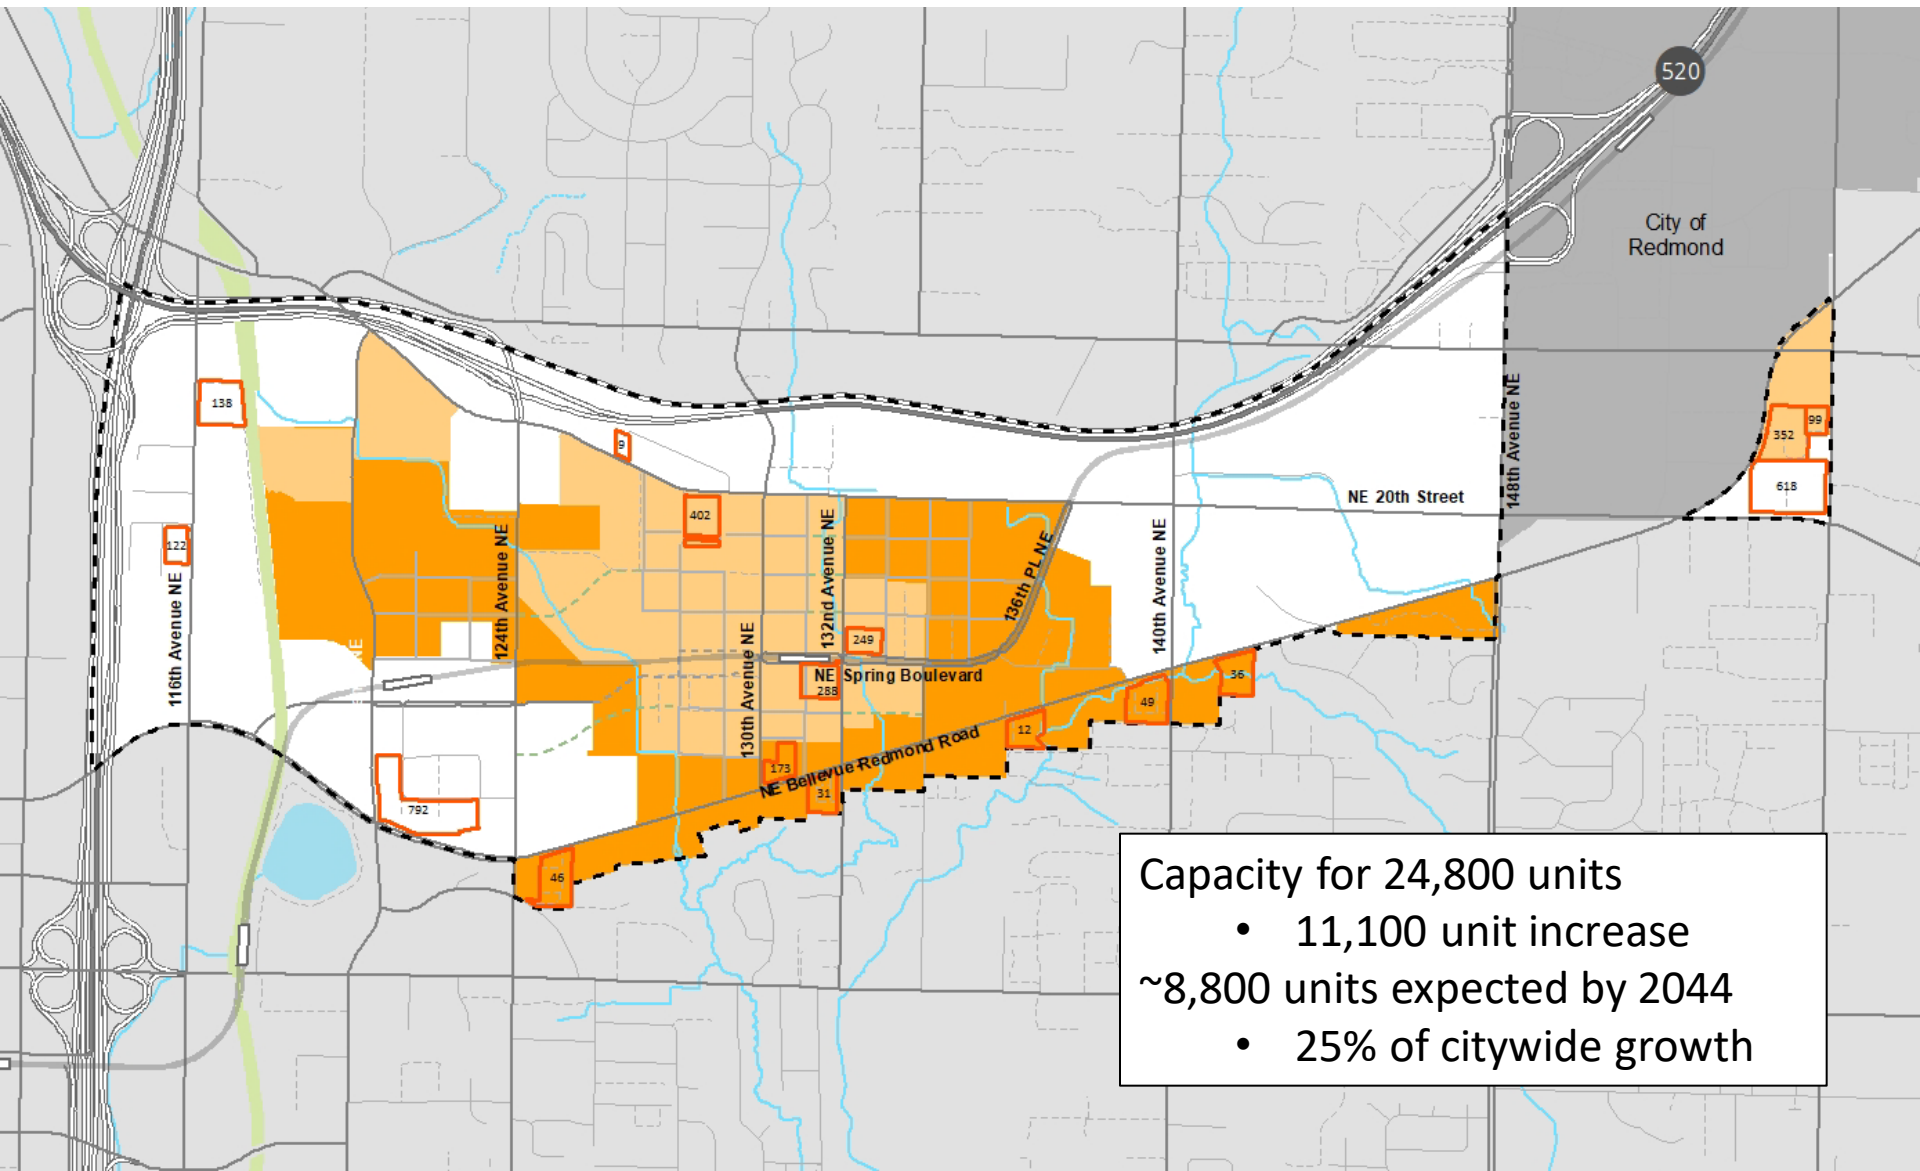 520
City of
Redmond
138
9
99
352
618
148th Avenue NE
NE 20th Street
402
122
124th Avenue NE
132nd Avenue NE
136th PL NE
140th Avenue NE
116th Avenue NE
NE
130th Avenue NE
249
NE Spring Boulevard
288
36
49
12
173
NE Bellevue Redmond Road
31
792
46
Capacity for 24,800 units
• 11,100 unit increase
~8,800 units expected by 2044
• 25% of citywide growth